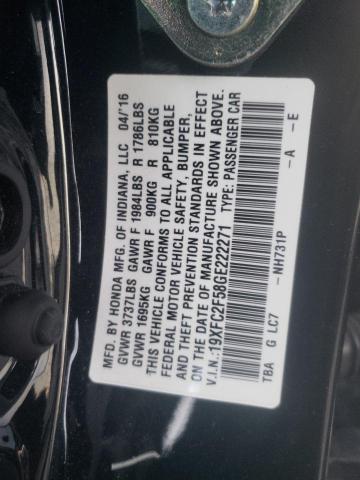 MFD. BY HONDA MFG. OF INDIANA, LLC 04/'16
GVWR 3737LBS GAWR F 1984LBS R 1786LBS
GVWR 1695KG GAWR F 900KG R 810KG
THIS VEHICLE CONFORMS TO ALL APPLICABLE
FEDERAL MOTOR VEHICLE SAFETY, BUMPER,
AND THEFT PREVENTION STANDARDS IN EFFECT
ON THE DATE OF MANUFACTURE SHOWN ABOVE.
V.I.N.:19XFC2F58GE222271 TYPE: PASSENGER CAR
TBA G LC7 -NH731P -A -E